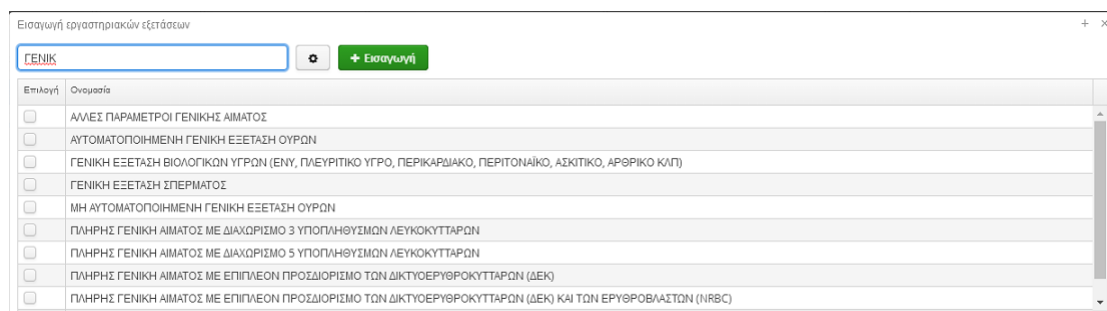 Εισαγωγή εργαστηριακών εξετάσεων
ΓΕΝΙΚ
+ Εισαγωγή
Επιλογή Ονομασία
ΑΛΛΕΣ ΠΑΡΑΜΕΤΡΟΙ ΓΕΝΙΚΗΣ ΑΙΜΑΤΟΣ
ΑΥΤΟΜΑΤΟΠΟΙΗΜΕΝΗ ΓΕΝΙΚΗ ΕΞΕΤΑΣΗ ΟΥΡΩΝ
ΓΕΝΙΚΗ ΕΞΕΤΑΣΗ ΒΙΟΛΟΓΙΚΩΝ ΥΓΡΩΝ (ΕΝΥ, ΠΛΕΥΡΙΤΙΚΟ ΥΓΡΟ, ΠΕΡΙΚΑΡΔΙΑΚΟ, ΠΕΡΙΤΟΝΑΪΚΟ, ΑΣΚΙΤΙΚΟ, ΑΡΘΡΙΚΟ ΚΛΠ)
ΓΕΝΙΚΗ ΕΞΕΤΑΣΗ ΣΠΕΡΜΑΤΟΣ
ΜΗ ΑΥΤΟΜΑΤΟΠΟΙΗΜΕΝΗ ΓΕΝΙΚΗ ΕΞΕΤΑΣΗ ΟΥΡΩΝ
ΠΛΗΡΗΣ ΓΕΝΙΚΗ ΑΙΜΑΤΟΣ ΜΕ ΔΙΑΧΩΡΙΣΜΟ 3 ΥΠΟΠΛΗΘΥΣΜΩΝ ΛΕΥΚΟΚΥΤΤΑΡΩΝ
ΠΛΗΡΗΣ ΓΕΝΙΚΗ ΑΙΜΑΤΟΣ ΜΕ ΔΙΑΧΩΡΙΣΜΟ 5 ΥΠΟΠΛΗΘΥΣΜΩΝ ΛΕΥΚΟΚΥΤΤΑΡΩΝ
ΠΛΗΡΗΣ ΓΕΝΙΚΗ ΑΙΜΑΤΟΣ ΜΕ ΕΠΙΠΛΕΟΝ ΠΡΟΣΔΙΟΡΙΣΜΟ ΤΩΝ ΔΙΚΤΥΟΕΡΥΘΡΟΚΥΤΤΑΡΩΝ (ΔΕΚ)
ΠΛΗΡΗΣ ΓΕΝΙΚΗ ΑΙΜΑΤΟΣ ΜΕ ΕΠΙΠΛΕΟΝ ΠΡΟΣΔΙΟΡΙΣΜΟ ΤΩΝ ΔΙΚΤΥΟΕΡΥΘΡΟΚΥΤΤΑΡΩΝ (ΔΕΚ) ΚΑΙ ΤΩΝ ΕΡΥΘΡΟΒΛΑΣΤΩΝ (NRBC)